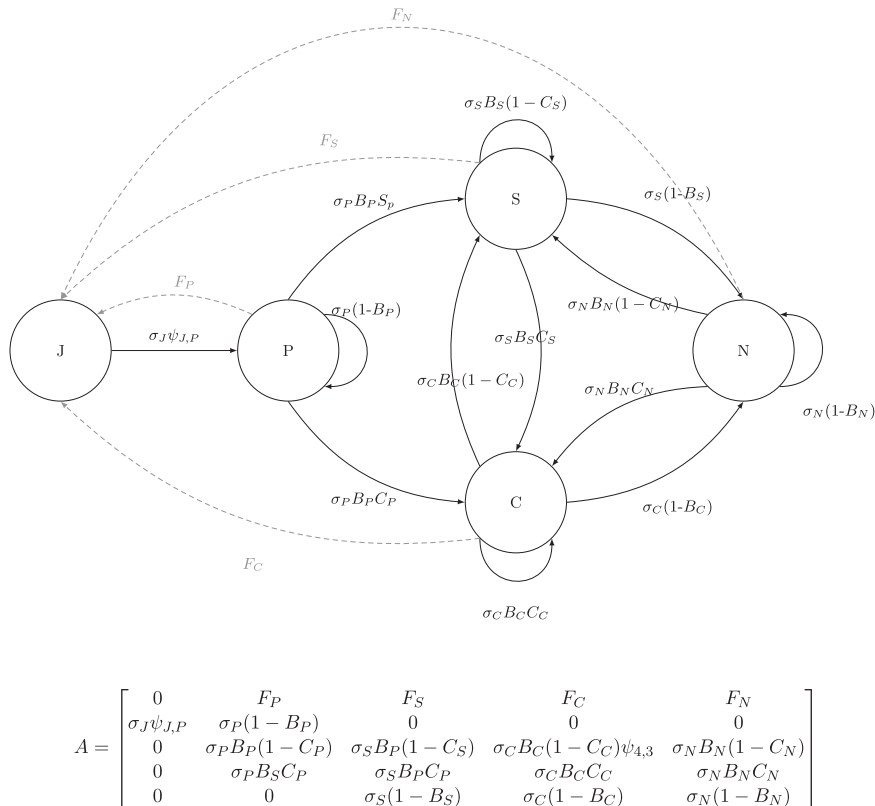 F_N
σ_S B_S(1 − C_S)
F_S
σ_S(1-B_S)
σ_P B_P S_p
F_P
σ_P(1-B_P)
σ_N B_N(1 − C_N)
σ_J ψ_{J,P}
σ_S B_S C_S
J
P
S
N
σ_C B_C(1 − C_C)
σ_N B_N C_N
σ_N(1-B_N)
σ_P B_P C_P
C
σ_C(1-B_C)
F_C
σ_C B_C C_C
A =
0 F_P F_S F_C F_N
σ_J ψ_{J,P} σ_P(1 − B_P) 0 0 0
0 σ_P B_P(1 − C_P) σ_S B_P(1 − C_S) σ_C B_C(1 − C_C)ψ_{4,3} σ_N B_N(1 − C_N)
0 σ_P B_S C_P σ_S B_P C_P σ_C B_C C_C σ_N B_N C_N
0 0 σ_S(1 − B_S) σ_C(1 − B_C) σ_N(1 − B_N)